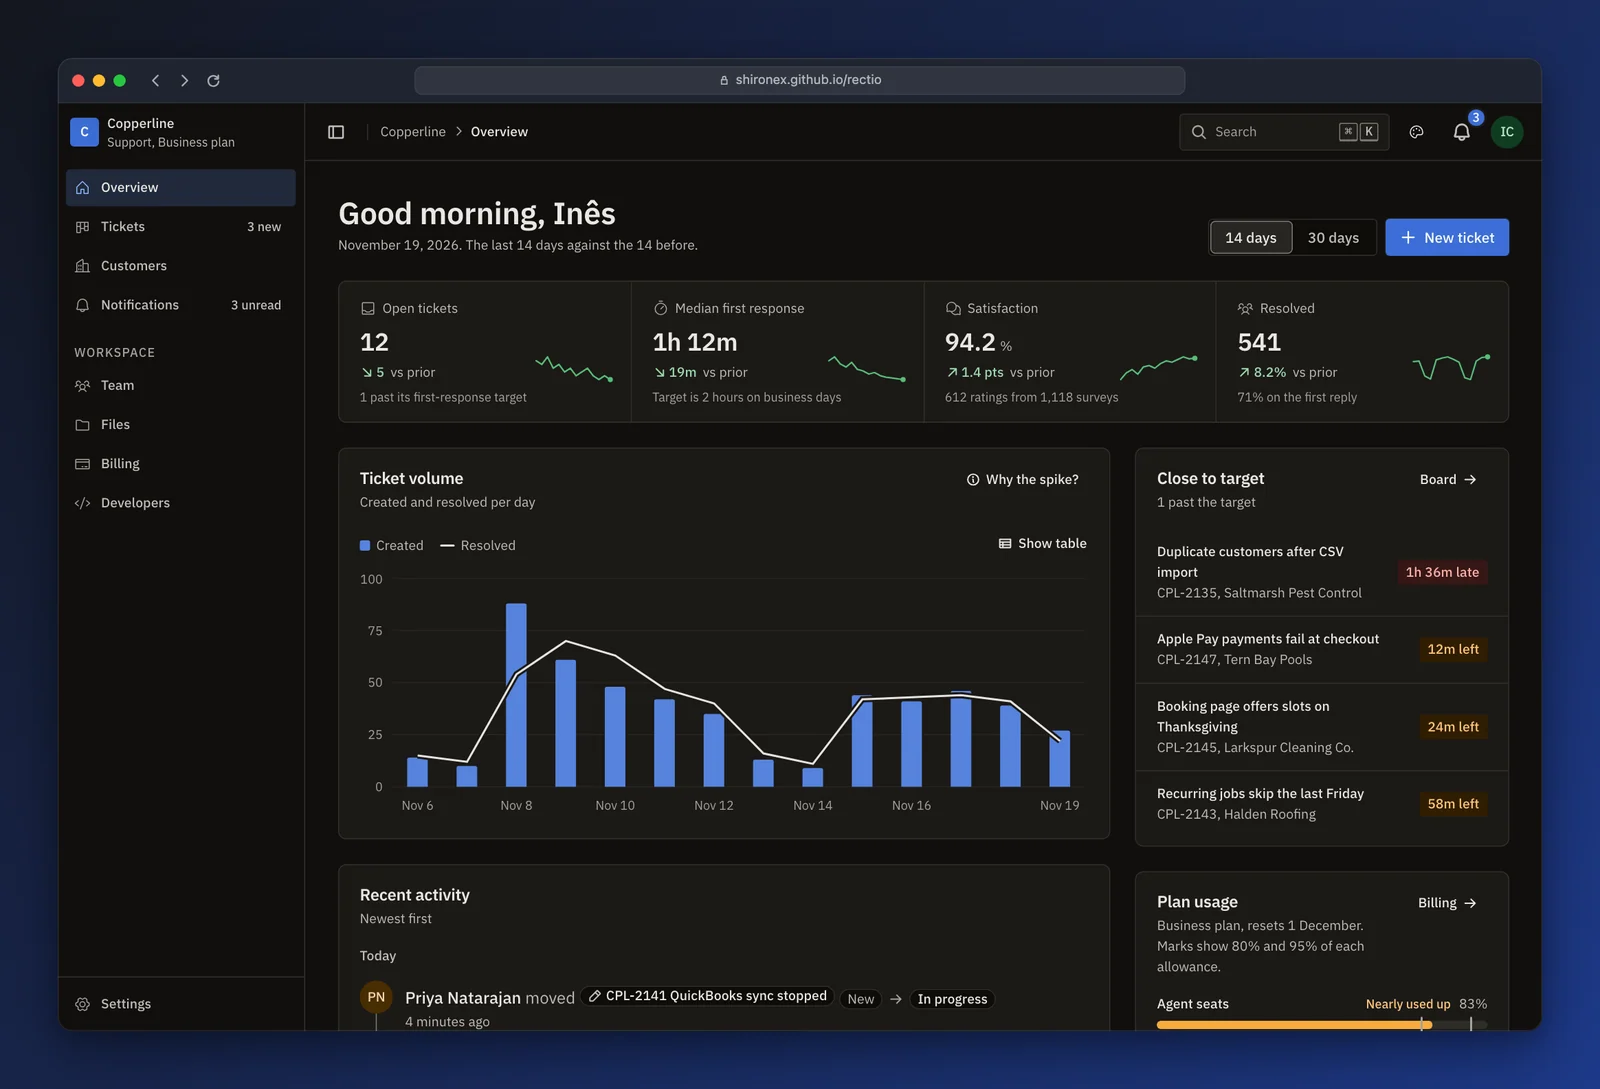 shironex.github.io/rectio
C
Copperline
Support, Business plan
Overview
Tickets
3 new
Customers
Notifications
3 unread
WORKSPACE
Team
Files
Billing
Developers
Settings
Copperline > Overview
Search
⌘ K
3
IC
Good morning, Inês
November 19, 2026. The last 14 days against the 14 before.
14 days
30 days
New ticket
Open tickets
12
5 vs prior
1 past its first-response target
Median first response
1h 12m
19m vs prior
Target is 2 hours on business days
Satisfaction
94.2 %
1.4 pts vs prior
612 ratings from 1,118 surveys
Resolved
541
8.2% vs prior
71% on the first reply
Ticket volume
Created and resolved per day
Why the spike?
Created
Resolved
Show table
100
75
50
25
0
Nov 6
Nov 8
Nov 10
Nov 12
Nov 14
Nov 16
Nov 19
Close to target
1 past the target
Board
Duplicate customers after CSV
import
CPL-2135, Saltmarsh Pest Control
1h 36m late
Apple Pay payments fail at checkout
CPL-2147, Tern Bay Pools
12m left
Booking page offers slots on
Thanksgiving
CPL-2145, Larkspur Cleaning Co.
24m left
Recurring jobs skip the last Friday
CPL-2143, Halden Roofing
58m left
Recent activity
Newest first
Today
PN
Priya Natarajan moved CPL-2141 QuickBooks sync stopped New → In progress
4 minutes ago
Plan usage
Billing
Business plan, resets 1 December.
Marks show 80% and 95% of each
allowance.
Agent seats
Nearly used up 83%